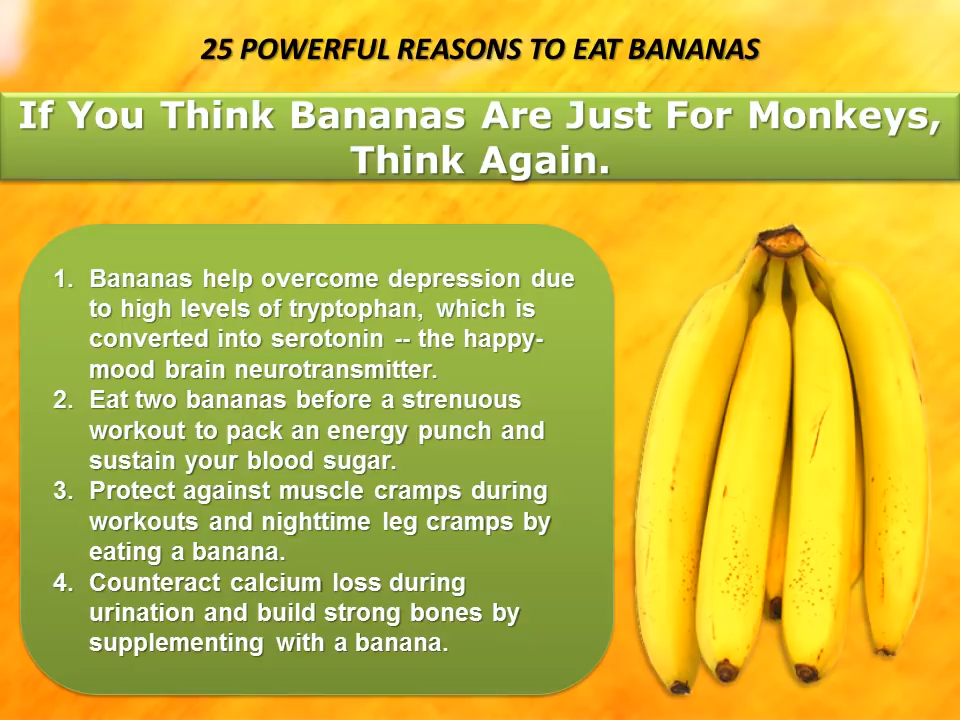 25 POWERFUL REASONS TO EAT BANANAS
If You Think Bananas Are Just For Monkeys,
Think Again.
1. Bananas help overcome depression due
to high levels of tryptophan, which is
converted into serotonin -- the happy-
mood brain neurotransmitter.
2. Eat two bananas before a strenuous
workout to pack an energy punch and
sustain your blood sugar.
3. Protect against muscle cramps during
workouts and nighttime leg cramps by
eating a banana.
4. Counteract calcium loss during
urination and build strong bones by
supplementing with a banana.